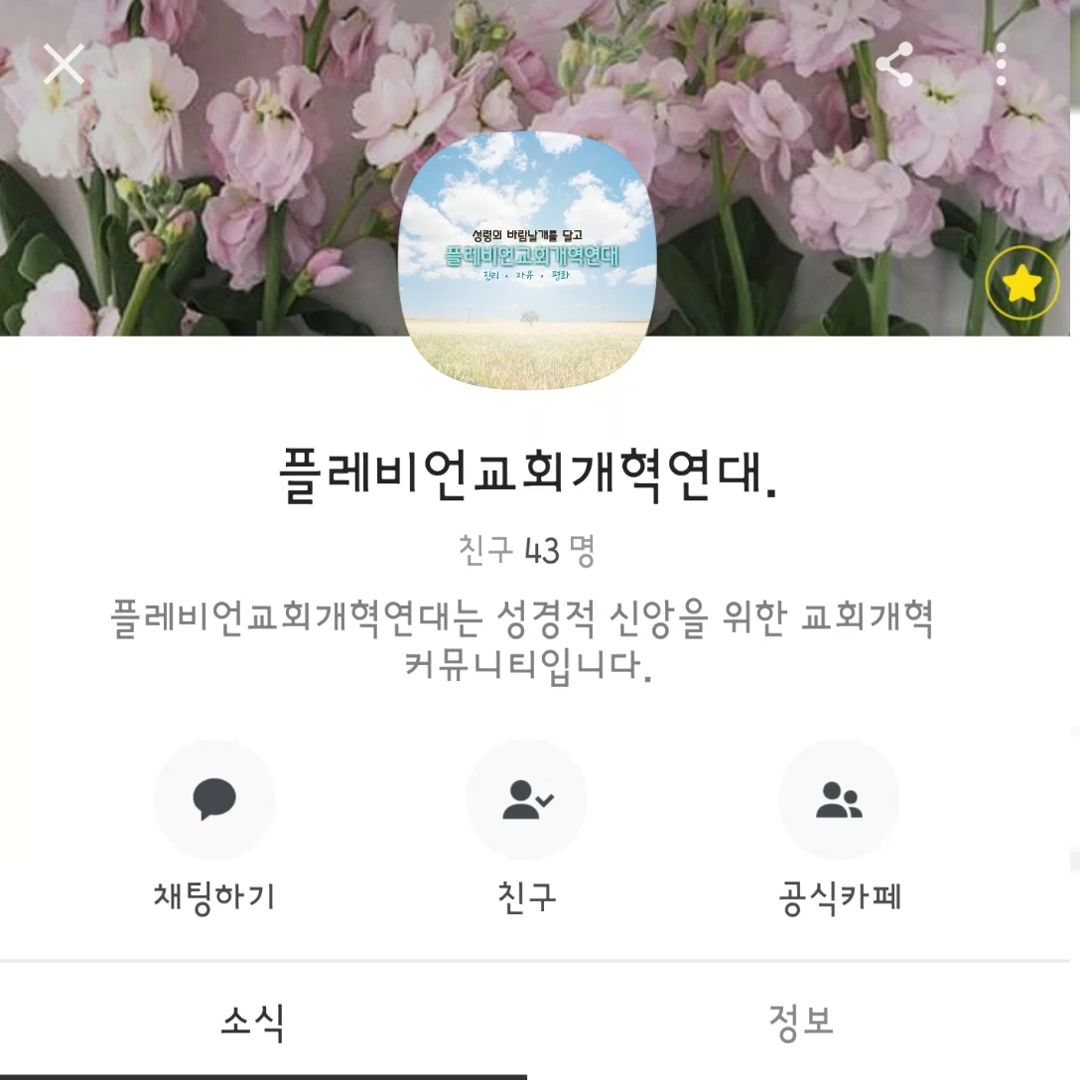 성령의 바람날개를 달고
플레비언교회개혁연대
진리 • 자유 • 평화
플레비언교회개혁연대.
친구 43 명
플레비언교회개혁연대는 성경적 신앙을 위한 교회개혁
커뮤니티입니다.
채팅하기 친구 공식카페
소식 정보